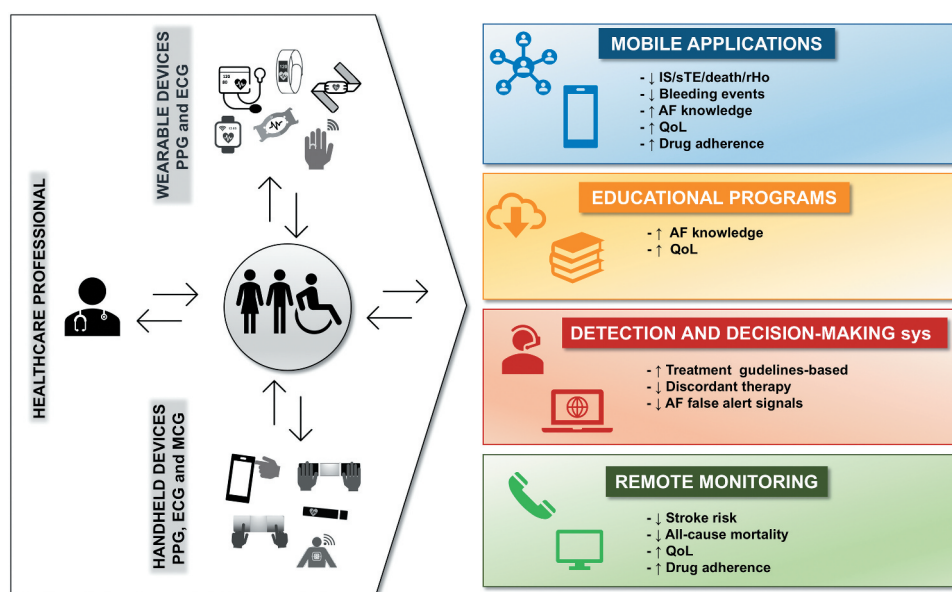 HEALTHCARE PROFESSIONAL
WEARABLE DEVICES
PPG and ECG
HANDHELD DEVICES
PPG, ECG and MCG
MOBILE APPLICATIONS
- ↓ IS/sTE/death/rHo
- ↓ Bleeding events
- ↑ AF knowledge
- ↑ QoL
- ↑ Drug adherence
EDUCATIONAL PROGRAMS
- ↑ AF knowledge
- ↑ QoL
DETECTION AND DECISION-MAKING sys
- ↑ Treatment gudelines-based
- ↓ Discordant therapy
- ↓ AF false alert signals
REMOTE MONITORING
- ↓ Stroke risk
- ↓ All-cause mortality
- ↑ QoL
- ↑ Drug adherence